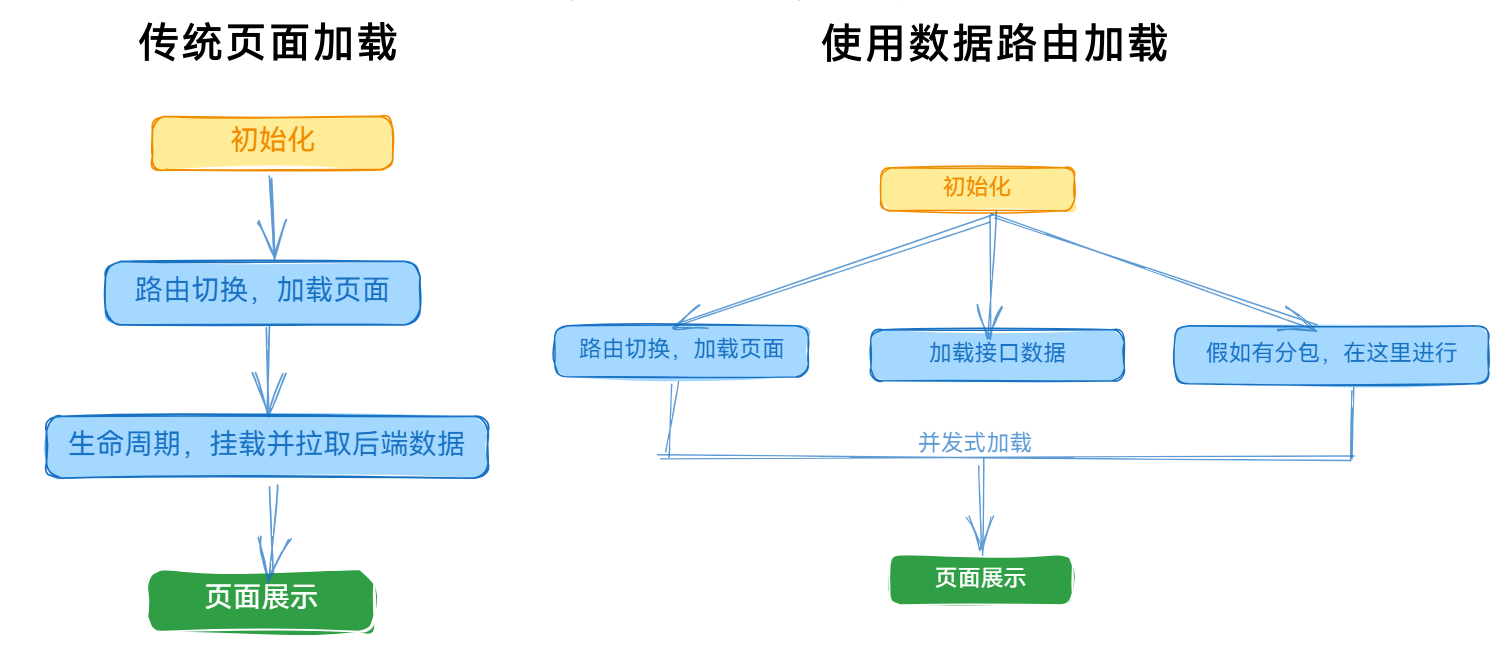 传统页面加载
初始化
路由切换，加载页面
生命周期，挂载并拉取后端数据
页面展示
使用数据路由加载
初始化
路由切换，加载页面
加载接口数据
假如有分包，在这里进行
并发式加载
页面展示